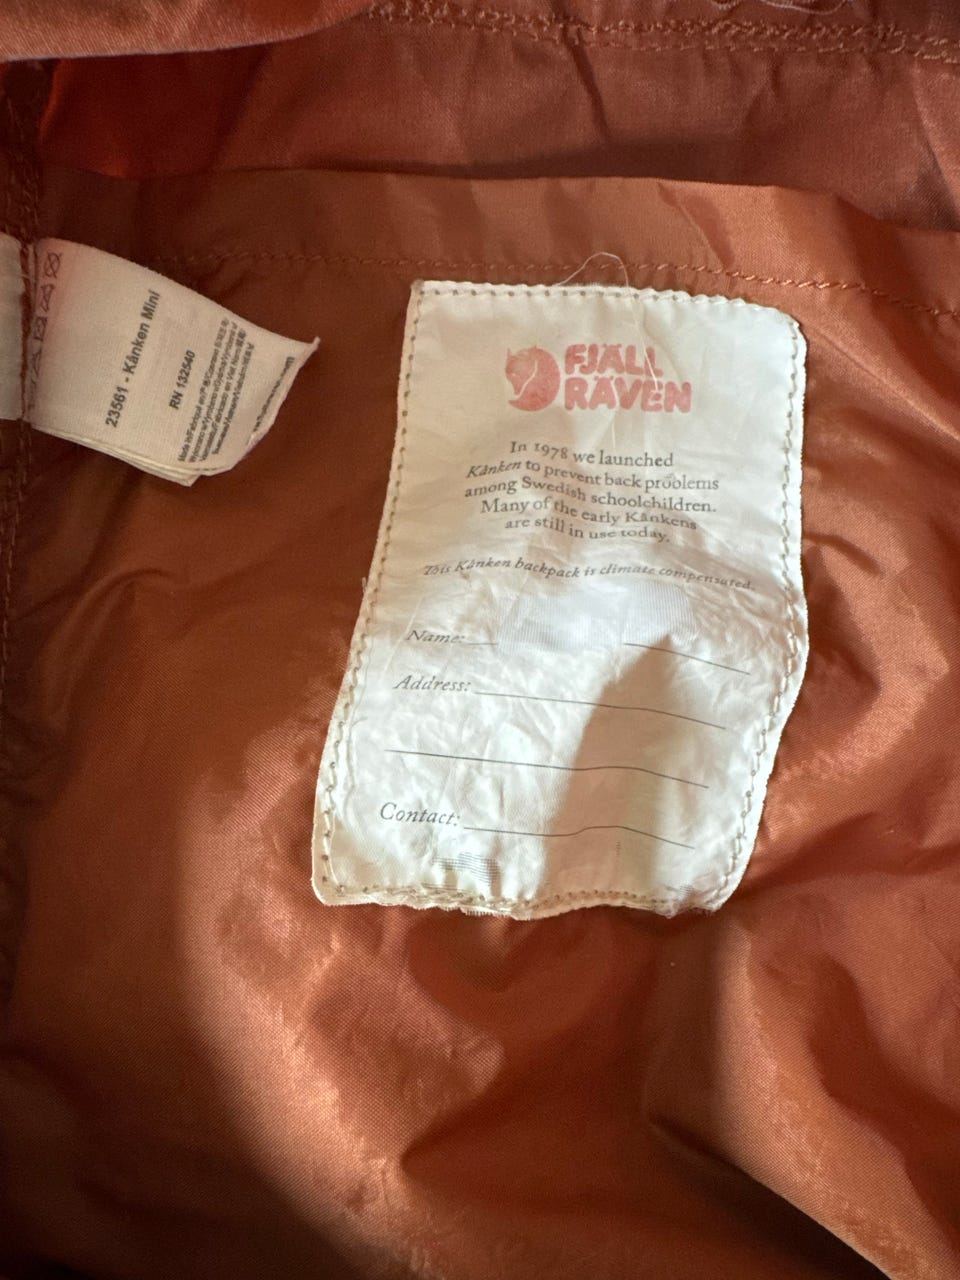 23561 - Kånken Mini
RN 132540
FJÄLL
RÄVEN
In 1978 we launched
Kånken to prevent back problems
among Swedish schoolchildren.
Many of the early Kånkens
are still in use today.
This Kånken backpack is climate compensated.
Name:
Address:
Contact: